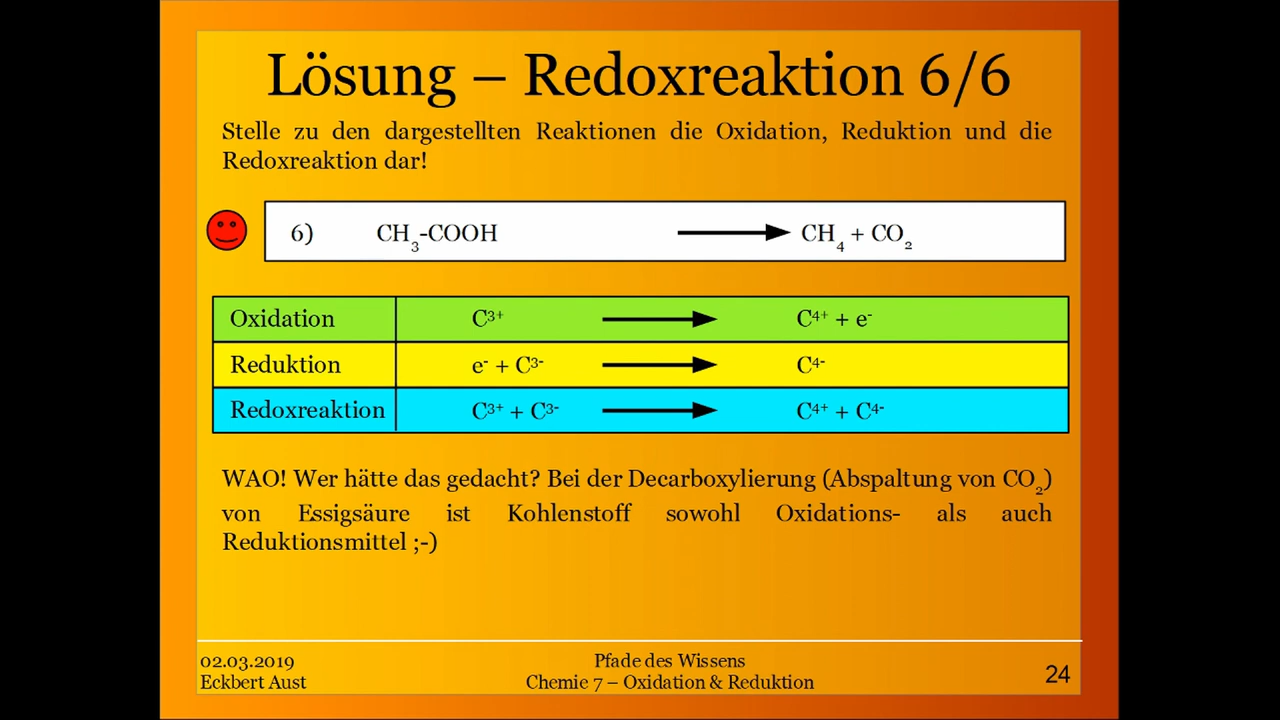 Lösung – Redoxreaktion 6/6
Stelle zu den dargestellten Reaktionen die Oxidation, Reduktion und die
Redoxreaktion dar!
6) CH₃-COOH CH₄ + CO₂
Oxidation C³⁺ C⁴⁺ + e⁻
Reduktion e⁻ + C³⁻ C⁴⁻
Redoxreaktion C³⁺ + C³⁻ C⁴⁺ + C⁴⁻
WAO! Wer hätte das gedacht? Bei der Decarboxylierung (Abspaltung von CO₂)
von Essigsäure ist Kohlenstoff sowohl Oxidations- als auch
Reduktionsmittel ;-)
02.03.2019
Eckbert Aust
Pfade des Wissens
Chemie 7 – Oxidation & Reduktion
24